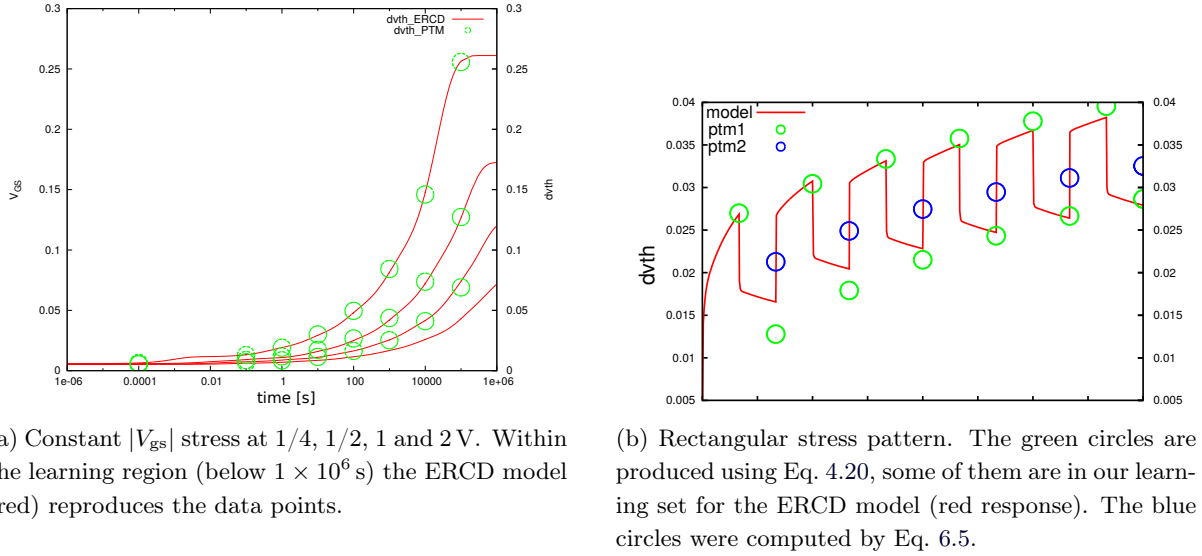 0.3
0.25
0.2
0.15
0.1
0.05
0
V_GS
0.3
0.25
0.2
0.15
0.1
0.05
0
dvth
dvth_ERCD
dvth_PTM
1e-06 0.0001 0.01 1 100 10000 1e+06
time [s]
0.04
0.035
0.03
0.025
0.02
0.015
0.01
0.005
dvth
0.04
0.035
0.03
0.025
0.02
0.015
0.01
0.005
model
ptm1
ptm2
a) Constant |V_gs| stress at 1/4, 1/2, 1 and 2 V. Within
he learning region (below 1 × 10^6 s) the ERCD model
red) reproduces the data points.
(b) Rectangular stress pattern. The green circles are
produced using Eq. 4.20, some of them are in our learn-
ing set for the ERCD model (red response). The blue
circles were computed by Eq. 6.5.